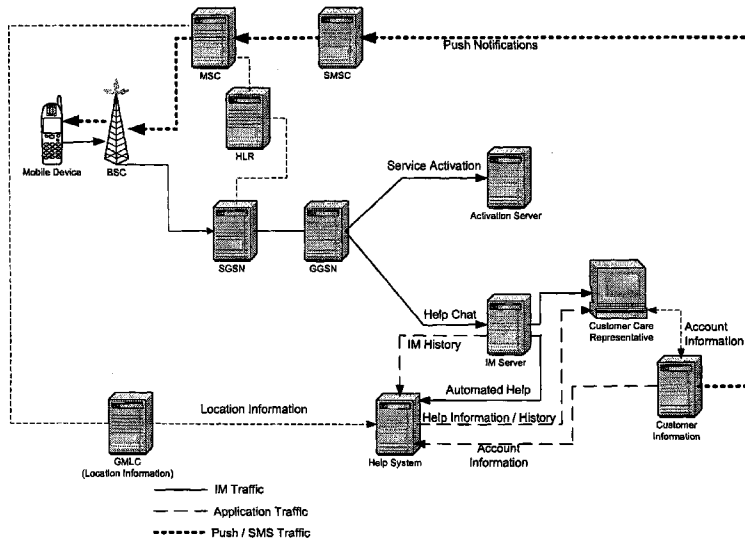 MSC
SMSC
Push Notifications
HLR
Mobile Device
BSC
Service Activation
Activation Server
SGSN
GGSN
Help Chat
IM History
IM Server
Customer Care
Representative
Account
Information
Automated Help
Location Information
Help Information / History
Customer
Information
GMLC
(Location Information)
Help System
Account
Information
IM Traffic
Application Traffic
Push / SMS Traffic